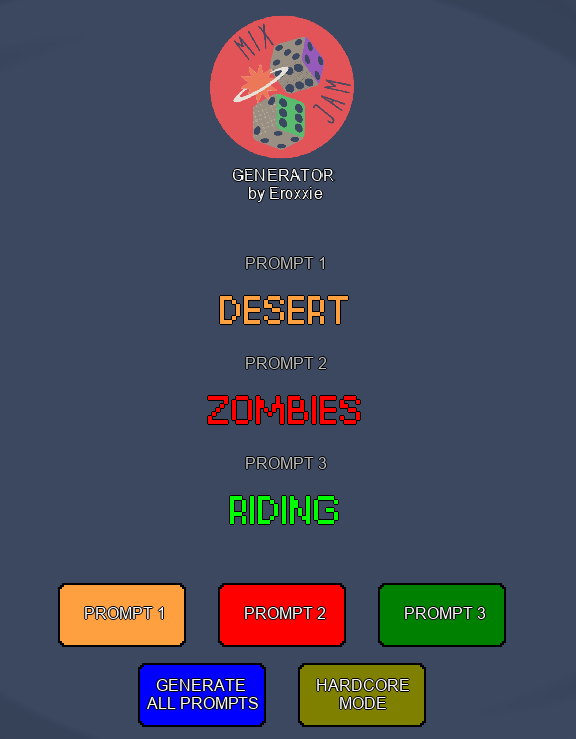 MIX
JAM
GENERATOR
by Eroxxie
PROMPT 1
DESERT
PROMPT 2
ZOMBIES
PROMPT 3
RIDING
PROMPT 1
PROMPT 2
PROMPT 3
GENERATE
ALL PROMPTS
HARDCORE
MODE